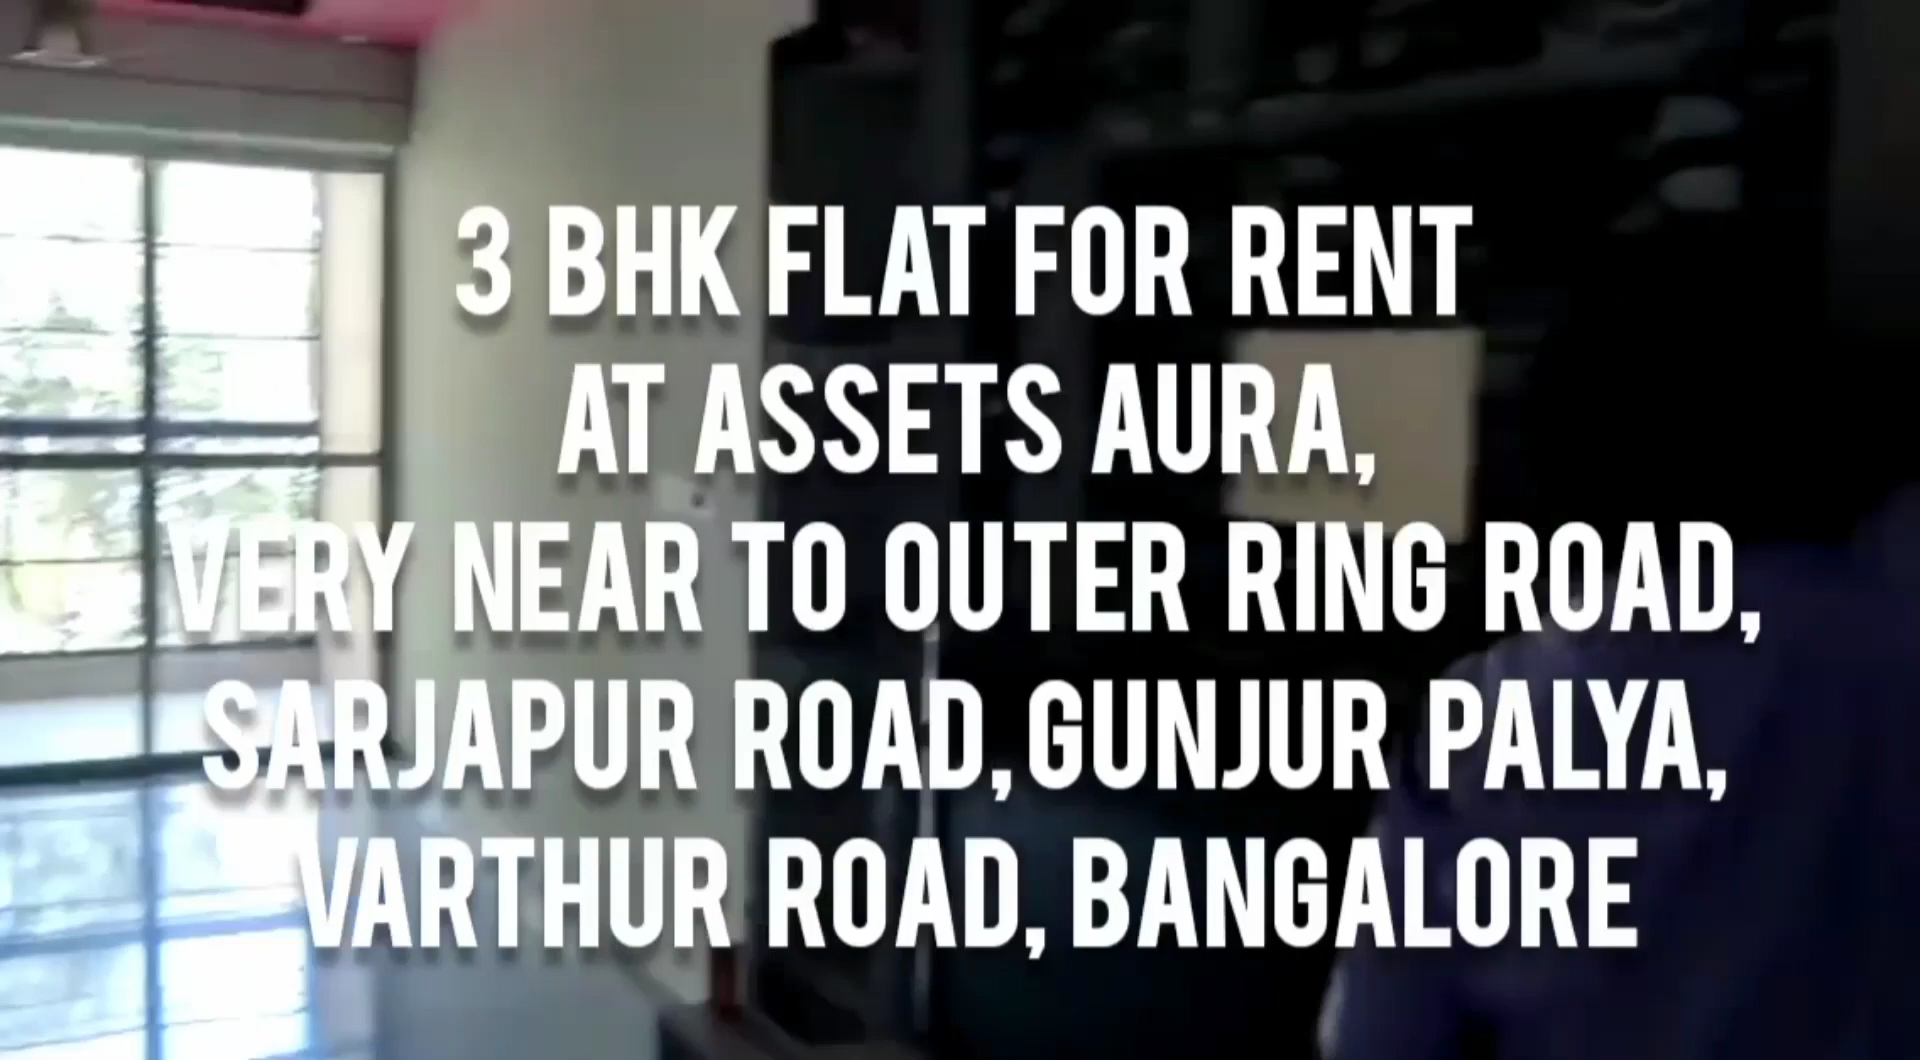 3 BHK FLAT FOR RENT
AT ASSETS AURA,
VERY NEAR TO OUTER RING ROAD,
SARJAPUR ROAD, GUNJUR PALYA,
VARTHUR ROAD, BANGALORE